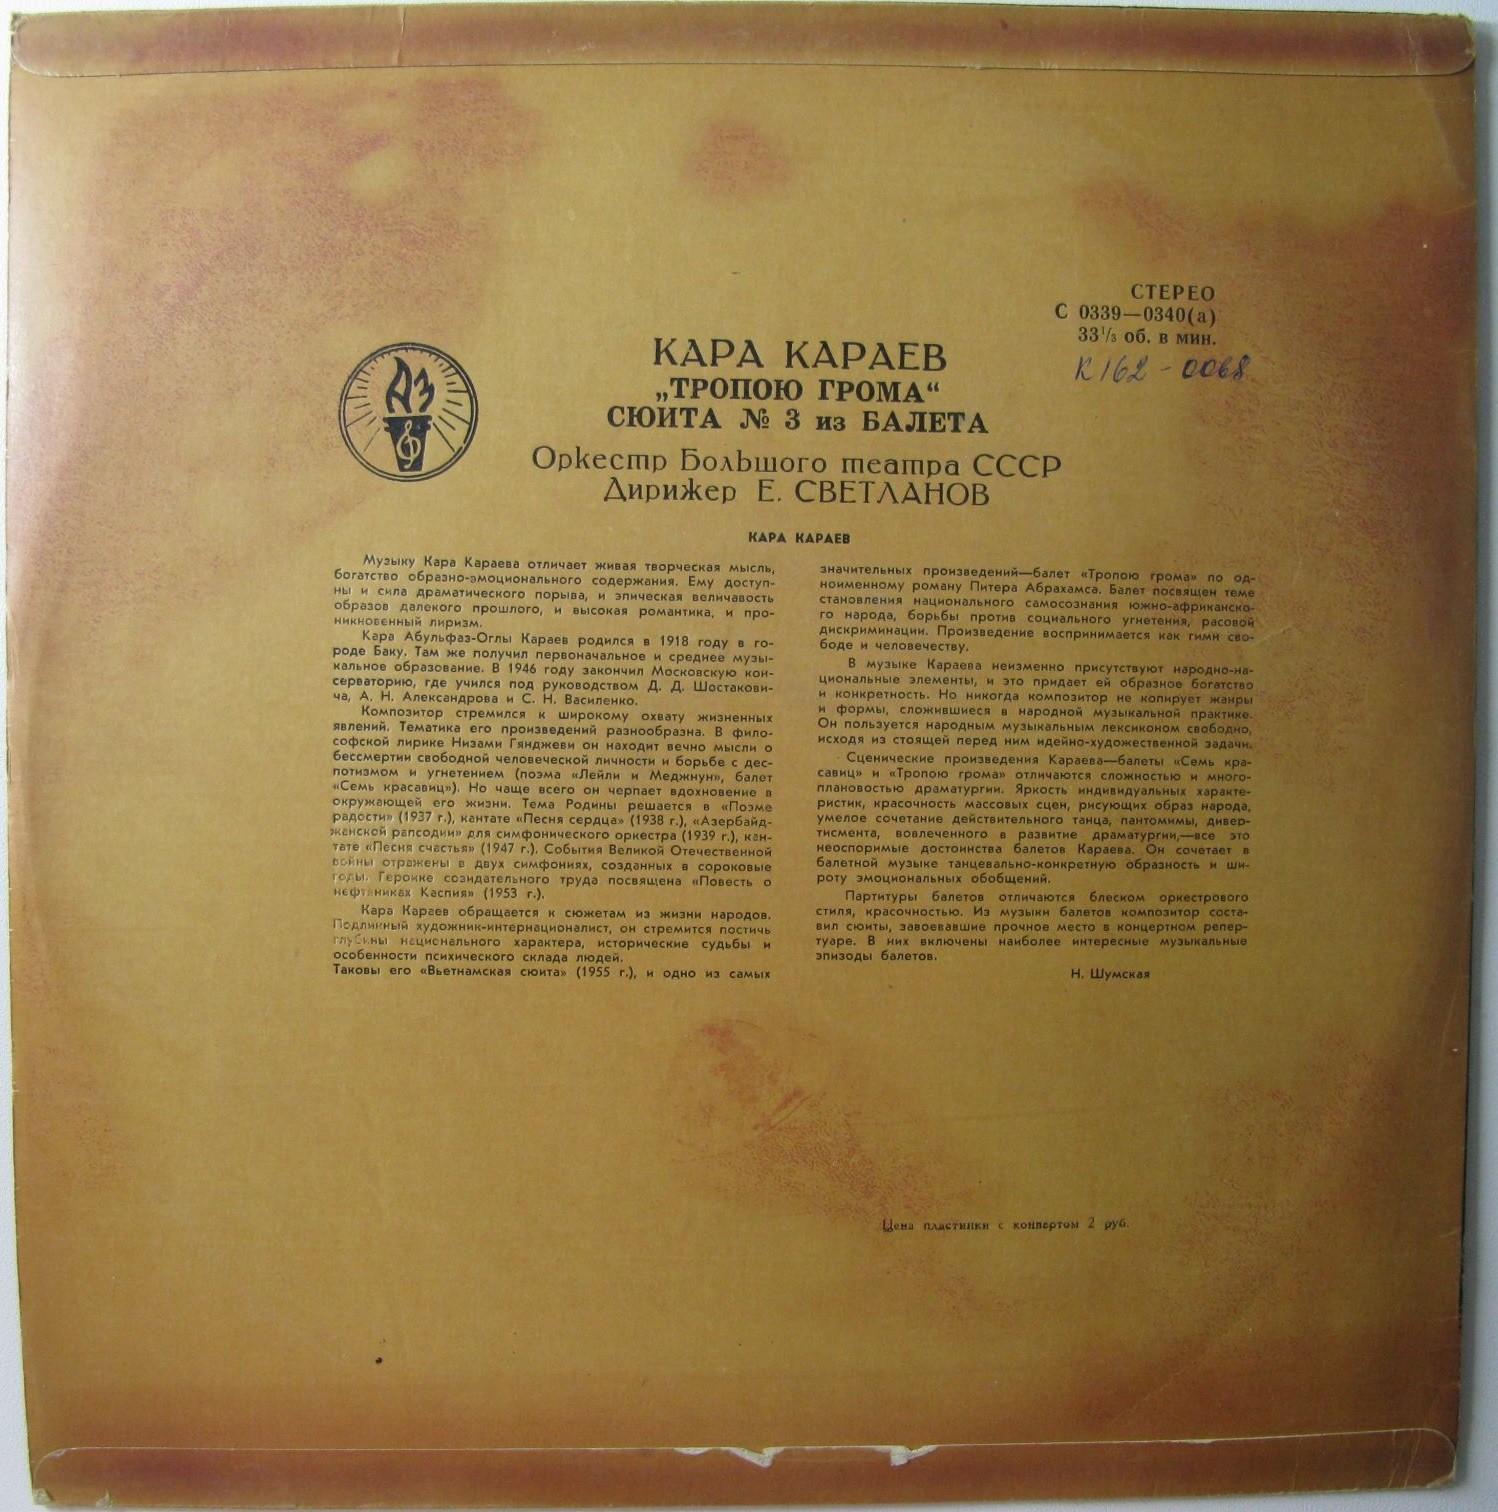 СТЕРЕО
С 0339—0340(а)
33⅓ об. в мин.
К162-0068
АЗ
КАРА КАРАЕВ
„ТРОПОЮ ГРОМА“
СЮИТА № 3 из БАЛЕТА
Оркестр Большого театра СССР
Дирижер Е. СВЕТЛАНОВ
КАРА КАРАЕВ
Музыку Кара Караева отличает живая творческая мысль,
богатство образно-эмоционального содержания. Ему доступ-
ны и сила драматического порыва, и эпическая величавость
образов далекого прошлого, и высокая романтика, и про-
никновенный лиризм.
Кара Абульфаз-Оглы Караев родился в 1918 году в го-
роде Баку. Там же получил первоначальное и среднее музы-
кальное образование. В 1946 году закончил Московскую кон-
серваторию, где учился под руководством Д. Д. Шостакови-
ча, А. Н. Александрова и С. Н. Василенко.
Композитор стремился к широкому охвату жизненных
явлений. Тематика его произведений разнообразна. В фило-
софской лирике Низами Гянджеви он находит вечно мысли о
бессмертии свободной человеческой личности и борьбе с дес-
потизмом и угнетением (поэма «Лейли и Меджнун», балет
«Семь красавиц»). Но чаще всего он черпает вдохновение в
окружающей его жизни. Тема Родины решается в «Поэме
радости» (1937 г.), кантате «Песня сердца» (1938 г.), «Азербайд-
жанской рапсодии» для симфонического оркестра (1939 г.), кан-
тате «Песня счастья» (1947 г.). События Великой Отечественной
войны отражены в двух симфониях, созданных в сороковые
годы. Героике созидательного труда посвящена «Повесть о
нефтяниках Каспия» (1953 г.).
Кара Караев обращается к сюжетам из жизни народов.
Подлинный художник-интернационалист, он стремится постичь
глубины национального характера, исторические судьбы и
особенности психического склада людей.
Таковы его «Вьетнамская сюита» (1955 г.), и одно из самых
значительных произведений—балет «Тропою грома» по од-
ноименному роману Питера Абрахамса. Балет посвящен теме
становления национального самосознания южно-африканско-
го народа, борьбы против социального угнетения, расовой
дискриминации. Произведение воспринимается как гимн сво-
боде и человечеству.
В музыке Караева неизменно присутствуют народно-на-
циональные элементы, и это придает ей образное богатство
и конкретность. Но никогда композитор не копирует жанры
и формы, сложившиеся в народной музыкальной практике.
Он пользуется народным музыкальным лексиконом свободно,
исходя из стоящей перед ним идейно-художественной задачи.
Сценические произведения Караева—балеты «Семь кра-
савиц» и «Тропою грома» отличаются сложностью и много-
плановостью драматургии. Яркость индивидуальных характе-
ристик, красочность массовых сцен, рисующих образ народа,
умелое сочетание действительного танца, пантомимы, дивер-
тисмента, вовлеченного в развитие драматургии,—все это
неоспоримые достоинства балетов Караева. Он сочетает в
балетной музыке танцевально-конкретную образность и ши-
роту эмоциональных обобщений.
Партитуры балетов отличаются блеском оркестрового
стиля, красочностью. Из музыки балетов композитор соста-
вил сюиты, завоевавшие прочное место в концертном репер-
туаре. В них включены наиболее интересные музыкальные
эпизоды балетов.
Н. Шумская
Цена пластинки с конвертом 2 руб.